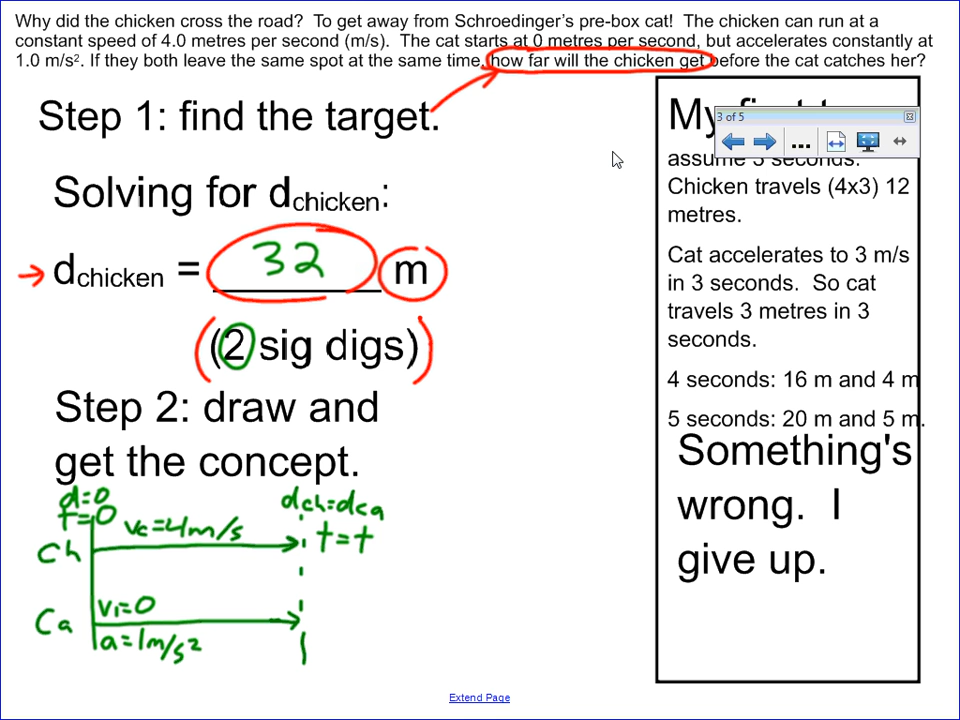 Why did the chicken cross the road? To get away from Schroedinger's pre-box cat! The chicken can run at a
constant speed of 4.0 metres per second (m/s). The cat starts at 0 metres per second, but accelerates constantly at
1.0 m/s². If they both leave the same spot at the same time, how far will the chicken get before the cat catches her?
Step 1: find the target.
Solving for dchicken:
dchicken = 32 m
(2 sig digs)
Step 2: draw and
get the concept.
d=0
t=0
vc=4m/s
dch=dca
t=t
Ch
Ca
v1=0
a=1m/s²
My first
3 of 5
...
assume 3 seconds.
Chicken travels (4x3) 12
metres.
Cat accelerates to 3 m/s
in 3 seconds. So cat
travels 3 metres in 3
seconds.
4 seconds: 16 m and 4 m
5 seconds: 20 m and 5 m.
Something's
wrong. I
give up.
Extend Page